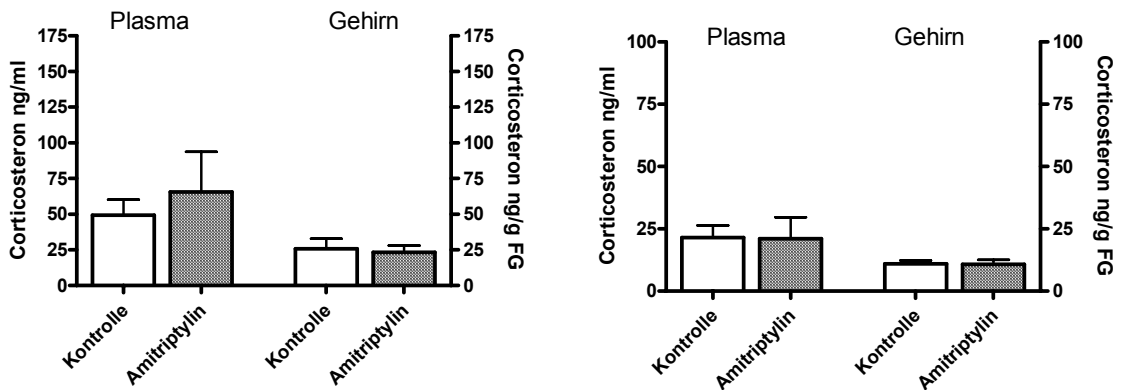 Plasma
Gehirn
175
150
125
100
75
50
25
0
Corticosteron ng/ml
175
150
125
100
75
50
25
0
Corticosteron ng/g FG
Kontrolle
Amitriptylin
Kontrolle
Amitriptylin
Plasma
Gehirn
100
75
50
25
0
Corticosteron ng/ml
100
75
50
25
0
Corticosteron ng/g FG
Kontrolle
Amitriptylin
Kontrolle
Amitriptylin